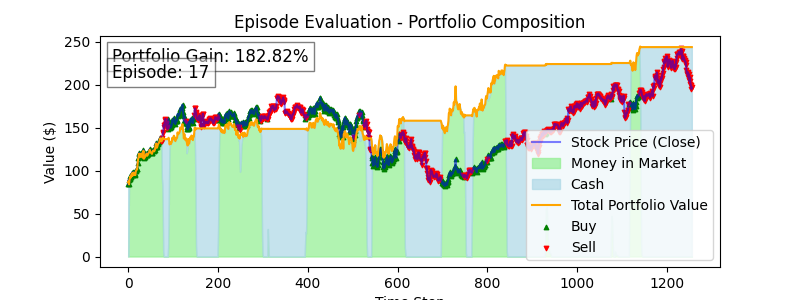 Episode Evaluation - Portfolio Composition
Portfolio Gain: 182.82%
Episode: 17
Value ($)
250
200
150
100
50
0
Stock Price (Close)
Money in Market
Cash
Total Portfolio Value
Buy
Sell
0 200 400 600 800 1000 1200
Time Step